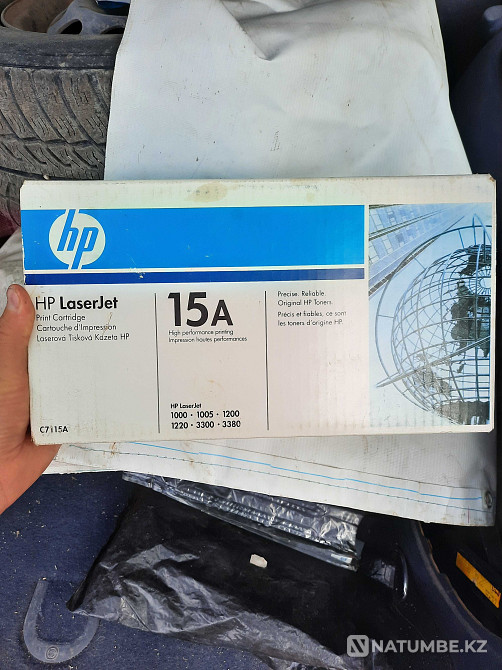 hp
HP LaserJet
Print Cartridge
Cartouche d'Impression
Laserova Tisková Kazeta HP
C7115A
15A
High performance printing
Impression hautes performances
HP LaserJet
1000 · 1005 · 1200
1220 · 3300 · 3380
Precise. Reliable.
Original HP Toners.
Précis et fiables, ce sont
les toners d'origine HP.
NATUMBE.KZ